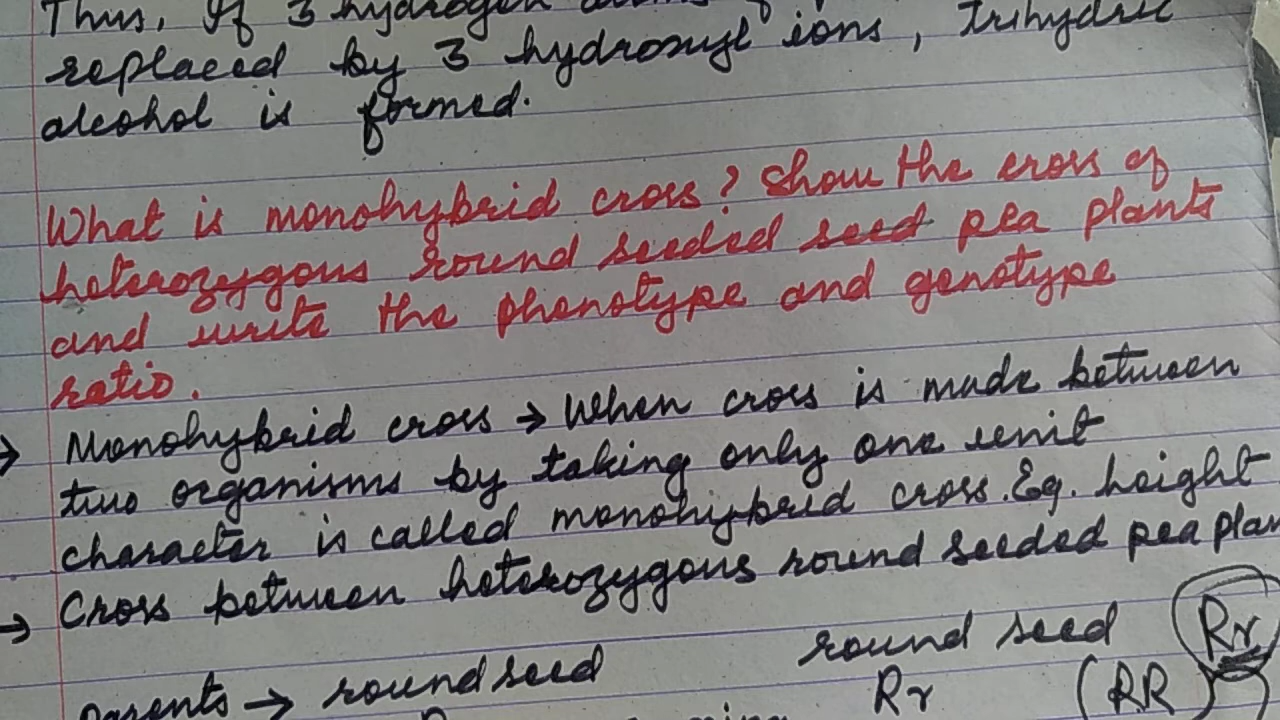 Thus, if 3 hydrogen atoms of
replaced by 3 hydroxyl ions, trihydric
alcohol is formed.
What is monohybrid cross? Show the cross of
heterozygous round seeded seed pea plants
and write the phenotype and genotype
ratio.
→ Monohybrid cross → When cross is made between
two organisms by taking only one unit
character is called monohybrid cross. Eg. height
→ Cross between heterozygous round seeded pea plan
Parents → round seed round seed Rr
Rr (RR)